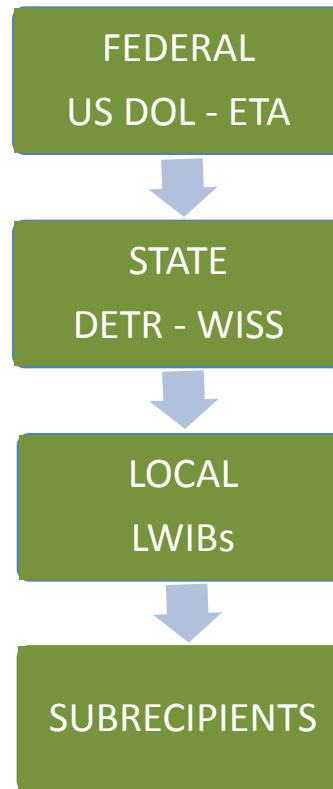 FEDERAL
US DOL - ETA
STATE
DETR - WISS
LOCAL
LWIBs
SUBRECIPIENTS